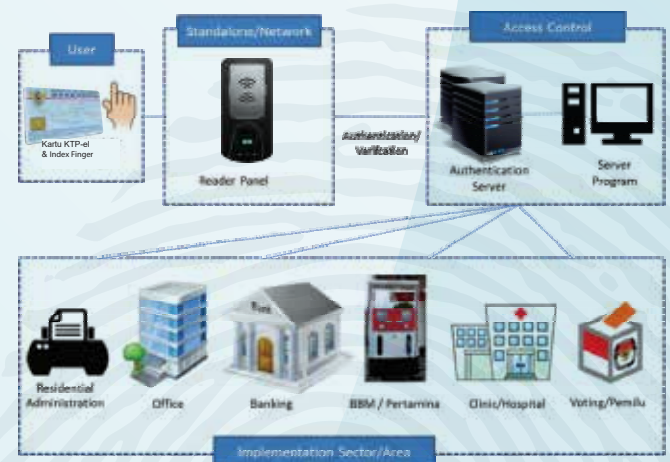 User
Standalone/Network
Access Control
Kartu KTP-el
& Index Finger
Reader Panel
Authentication/
Verification
Authentication
Server
Server
Program
Residential
Administration
Office
Banking
BBM / Pertamina
Clinic/Hospital
Voting/Pemilu
Implementation Sector/Area